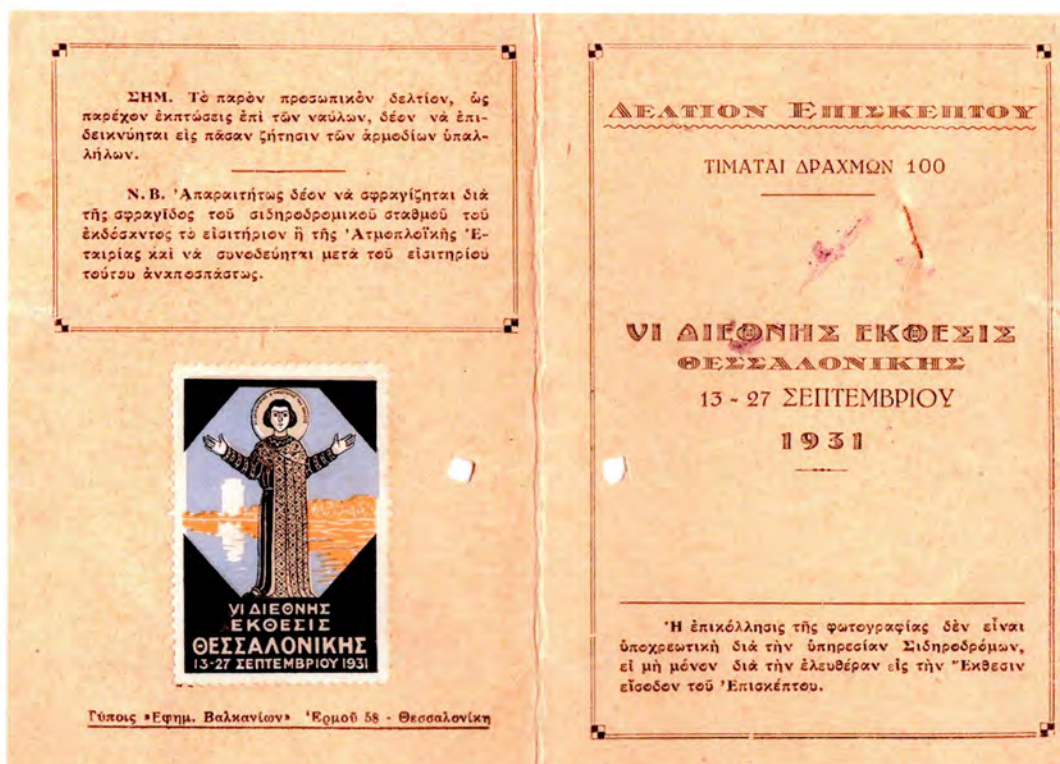 ΣΗΜ. Τὸ παρὸν προσωπικὸν δελτίον, ὡς
παρέχον ἐκπτώσεις ἐπὶ τῶν ναύλων, δέον νὰ ἐπι-
δεικνύηται εἰς πᾶσαν ζήτησιν τῶν ἁρμοδίων ὑπαλ-
λήλων.
Ν.Β. Ἀπαραιτήτως δέον νὰ σφραγίζηται διὰ
τῆς σφραγῖδος τοῦ σιδηροδρομικοῦ σταθμοῦ τοῦ
ἐκδόσαντος τὸ εἰσιτήριον ἢ τῆς Ἀτμοπλοϊκῆς Ἑ-
ταιρίας καὶ νὰ συνοδεύηται μετὰ τοῦ εἰσιτηρίου
τούτου ἀναποσπάστως.
VI ΔΙΕΘΝΗΣ
ΕΚΘΕΣΙΣ
ΘΕΣΣΑΛΟΝΙΚΗΣ
13-27 ΣΕΠΤΕΜΒΡΙΟΥ 1931
Τύποις «Εφημ. Βαλκανίων» Ἑρμοῦ 58 - Θεσσαλονίκη
ΔΕΛΤΙΟΝ ΕΠΙΣΚΕΠΤΟΥ
ΤΙΜΑΤΑΙ ΔΡΑΧΜΩΝ 100
VI ΔΙΕΘΝΗΣ ΕΚΘΕΣΙΣ
ΘΕΣΣΑΛΟΝΙΚΗΣ
13 - 27 ΣΕΠΤΕΜΒΡΙΟΥ
1931
Ἡ ἐπικόλλησις τῆς φωτογραφίας δὲν εἶναι
ὑποχρεωτικὴ διὰ τὴν ὑπηρεσίαν Σιδηροδρόμων,
εἰ μὴ μόνον διὰ τὴν ἐλευθέραν εἰς τὴν Ἔκθεσιν
εἴσοδον τοῦ Ἐπισκέπτου.